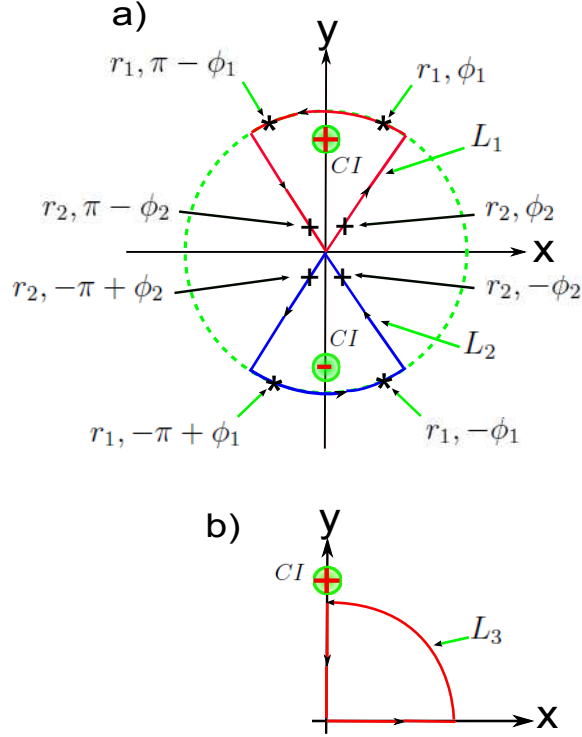 a)
y
r₁, π − ϕ₁
r₁, ϕ₁
L₁
+
CI
r₂, π − ϕ₂
r₂, ϕ₂
x
r₂, −π + ϕ₂
r₂, −ϕ₂
CI
L₂
−
r₁, −π + ϕ₁
r₁, −ϕ₁
b)
y
CI
+
L₃
x